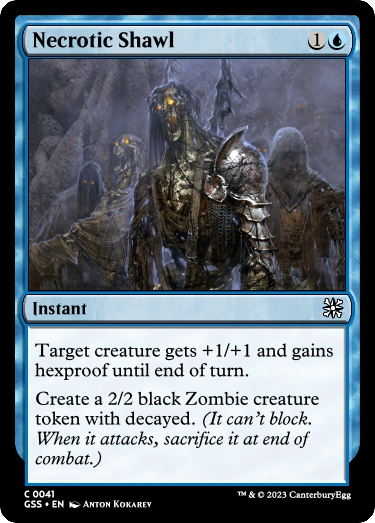 Necrotic Shawl 1
Instant
Target creature gets +1/+1 and gains
hexproof until end of turn.
Create a 2/2 black Zombie creature
token with decayed. (It can't block.
When it attacks, sacrifice it at end of
combat.)
C 0041
GSS • EN Anton Kokarev ™ & © 2023 CanterburyEgg